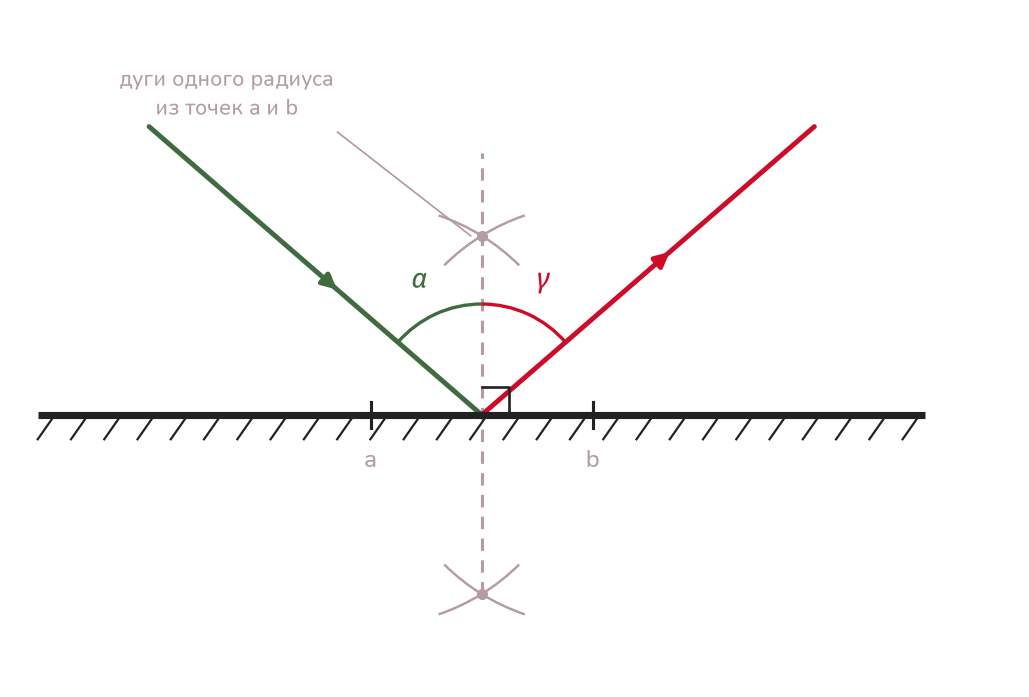 дуги одного радиуса
из точек a и b
α
γ
a
b